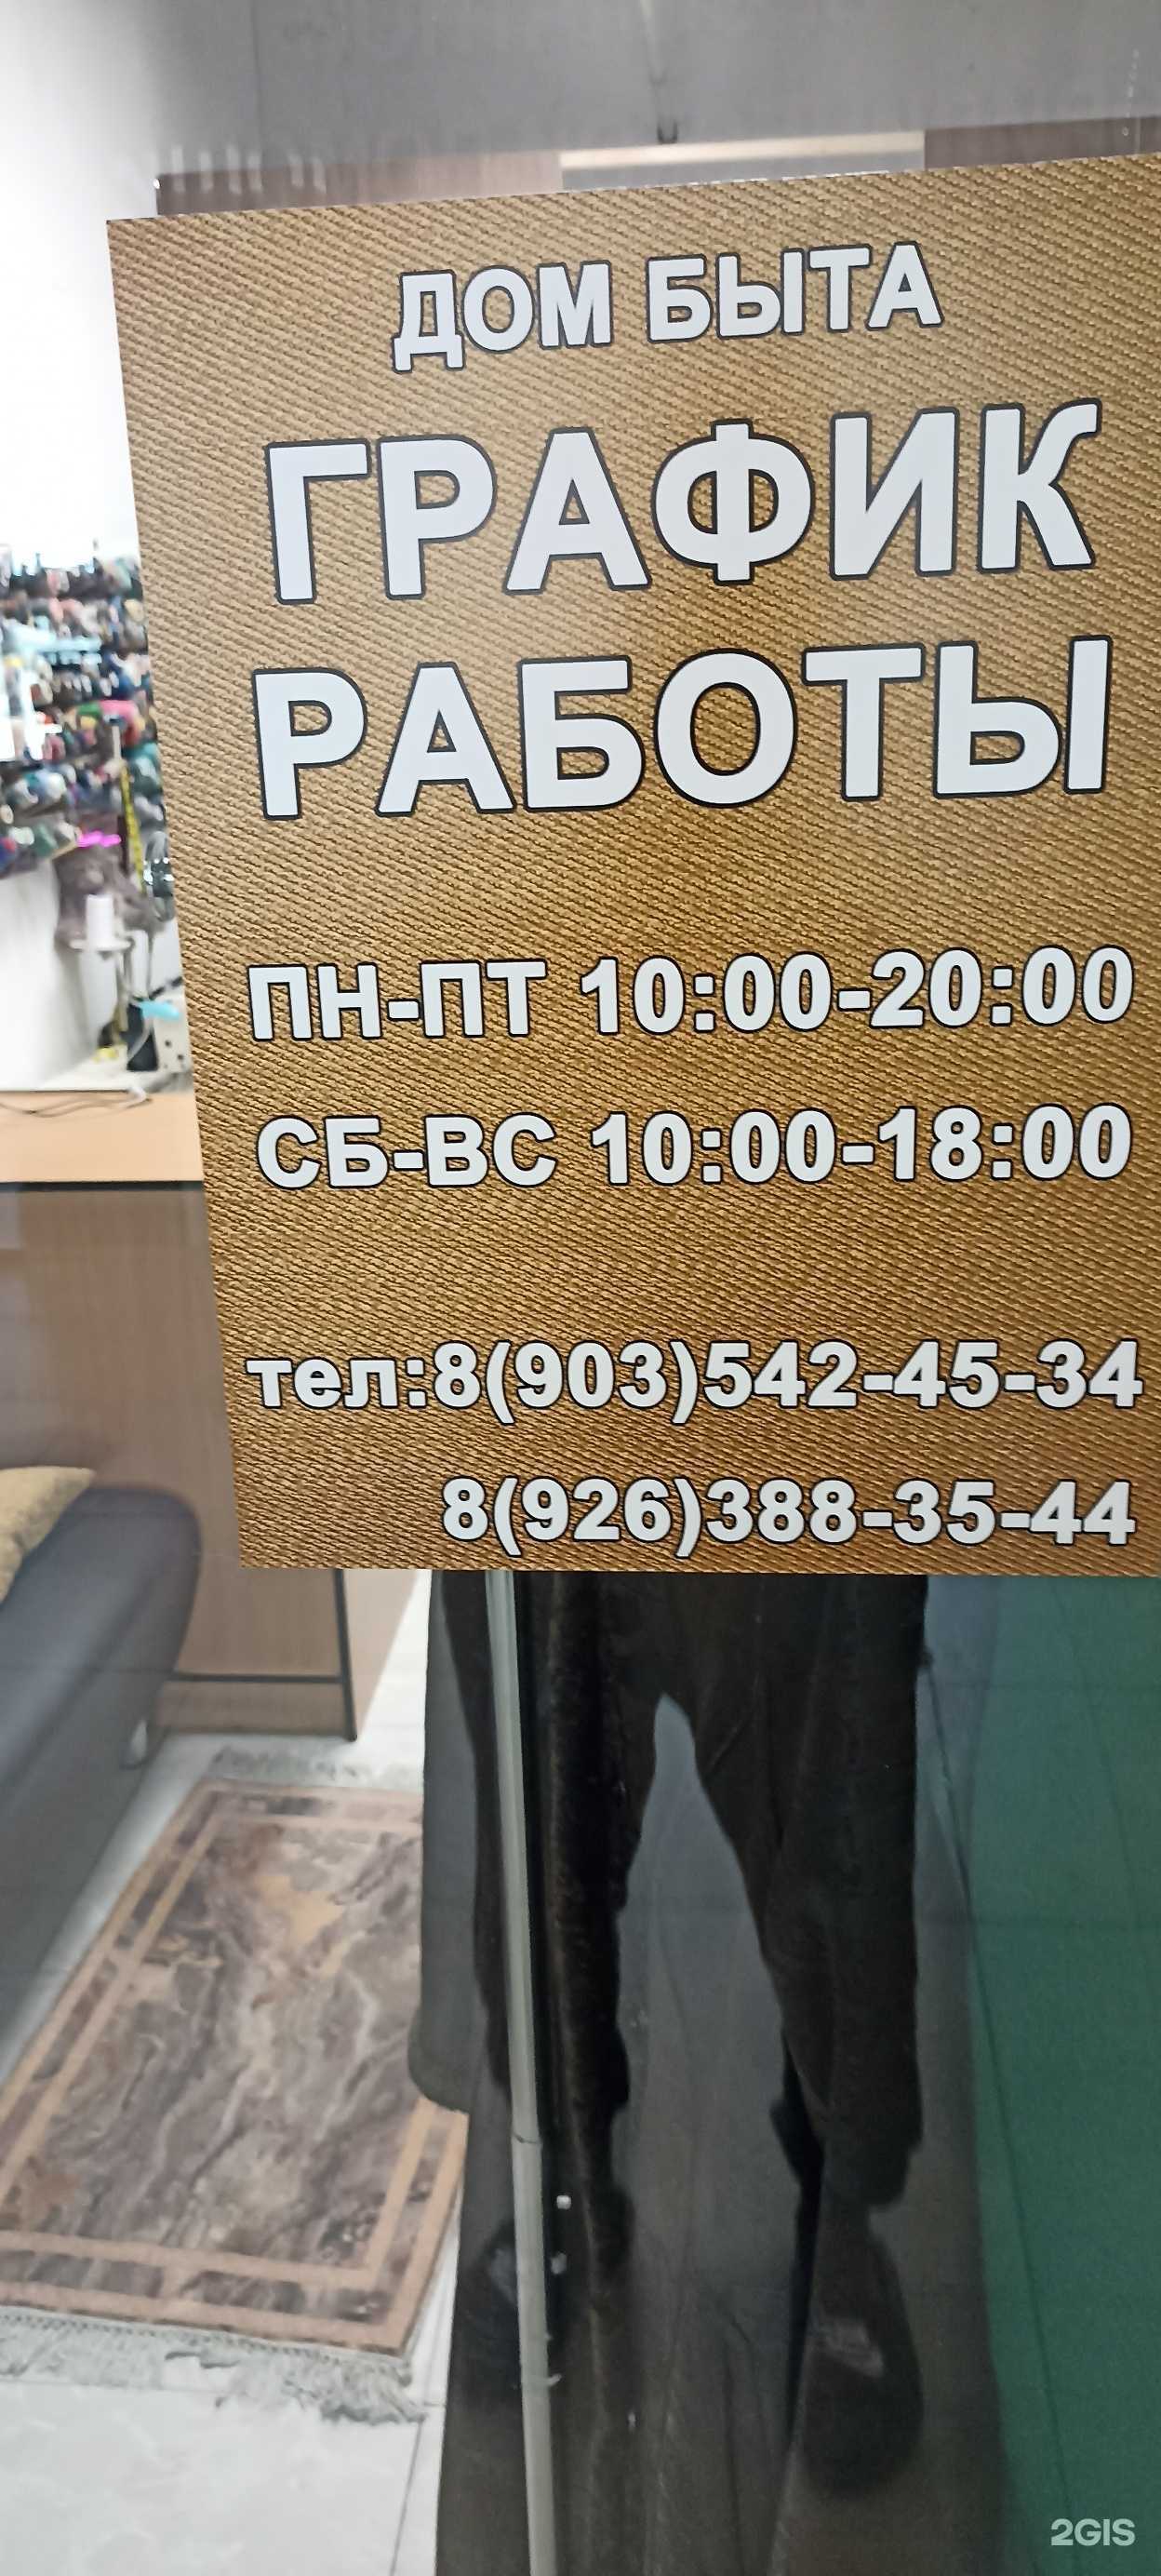 ДОМ БЫТА
ГРАФИК
РАБОТЫ
ПН-ПТ 10:00-20:00
СБ-ВС 10:00-18:00
тел:8(903)542-45-34
8(926)388-35-44
2GIS